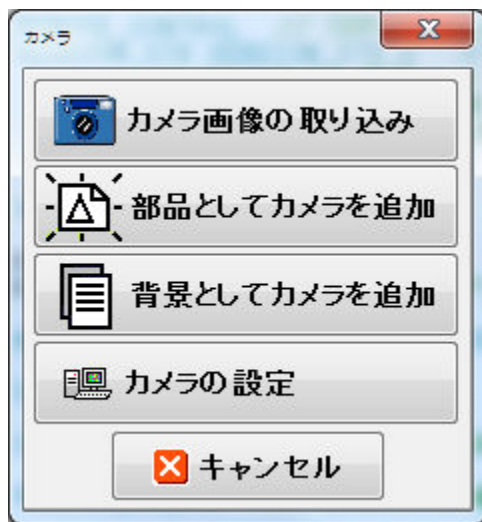 カメラ
カメラ画像の取り込み
部品としてカメラを追加
背景としてカメラを追加
カメラの設定
キャンセル